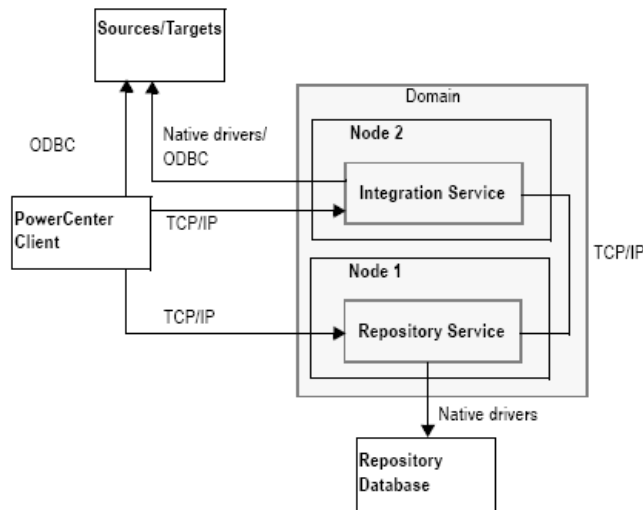 Sources/Targets
Domain
Node 2
Native drivers/
ODBC
ODBC
Integration Service
PowerCenter
Client
TCP/IP
TCP/IP
Node 1
TCP/IP
Repository Service
Native drivers
Repository
Database